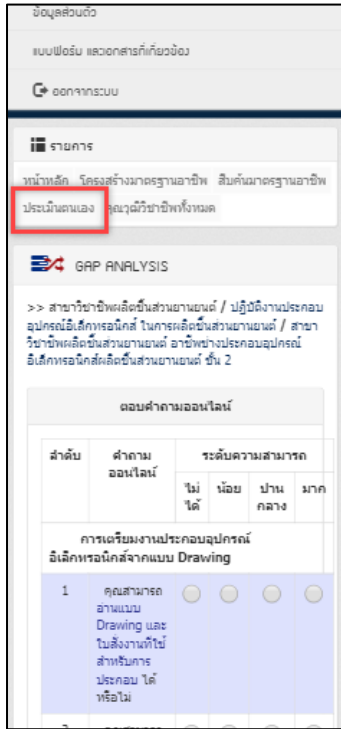 ข้อมูลส่วนตัว
แบบฟอร์ม และเอกสารที่เกี่ยวข้อง
ออกจากระบบ
รายการ
หน้าหลัก โครงสร้างมาตรฐานอาชีพ สืบค้นมาตรฐานอาชีพ
ประเมินตนเอง คุณวุฒิวิชาชีพทั้งหมด
GAP ANALYSIS
>> สาขาวิชาชีพผลิตชิ้นส่วนยานยนต์ / ปฏิบัติงานประกอบ
อุปกรณ์อิเล็กทรอนิกส์ ในการผลิตชิ้นส่วนยานยนต์ / สาขา
วิชาชีพผลิตชิ้นส่วนยานยนต์ อาชีพช่างประกอบอุปกรณ์
อิเล็กทรอนิกส์ผลิตชิ้นส่วนยานยนต์ ชั้น 2
ตอบคำถามออนไลน์
ลำดับ คำถาม ระดับความสามารถ
ออนไลน์
ไม่ น้อย ปาน มาก
ได้ กลาง
การเตรียมงานประกอบอุปกรณ์
อิเล็กทรอนิกส์จากแบบ Drawing
1 คุณสามารถ
อ่านแบบ
Drawing และ
ใบสั่งงานที่ใช้
สำหรับการ
ประกอบ ได้
หรือไม่